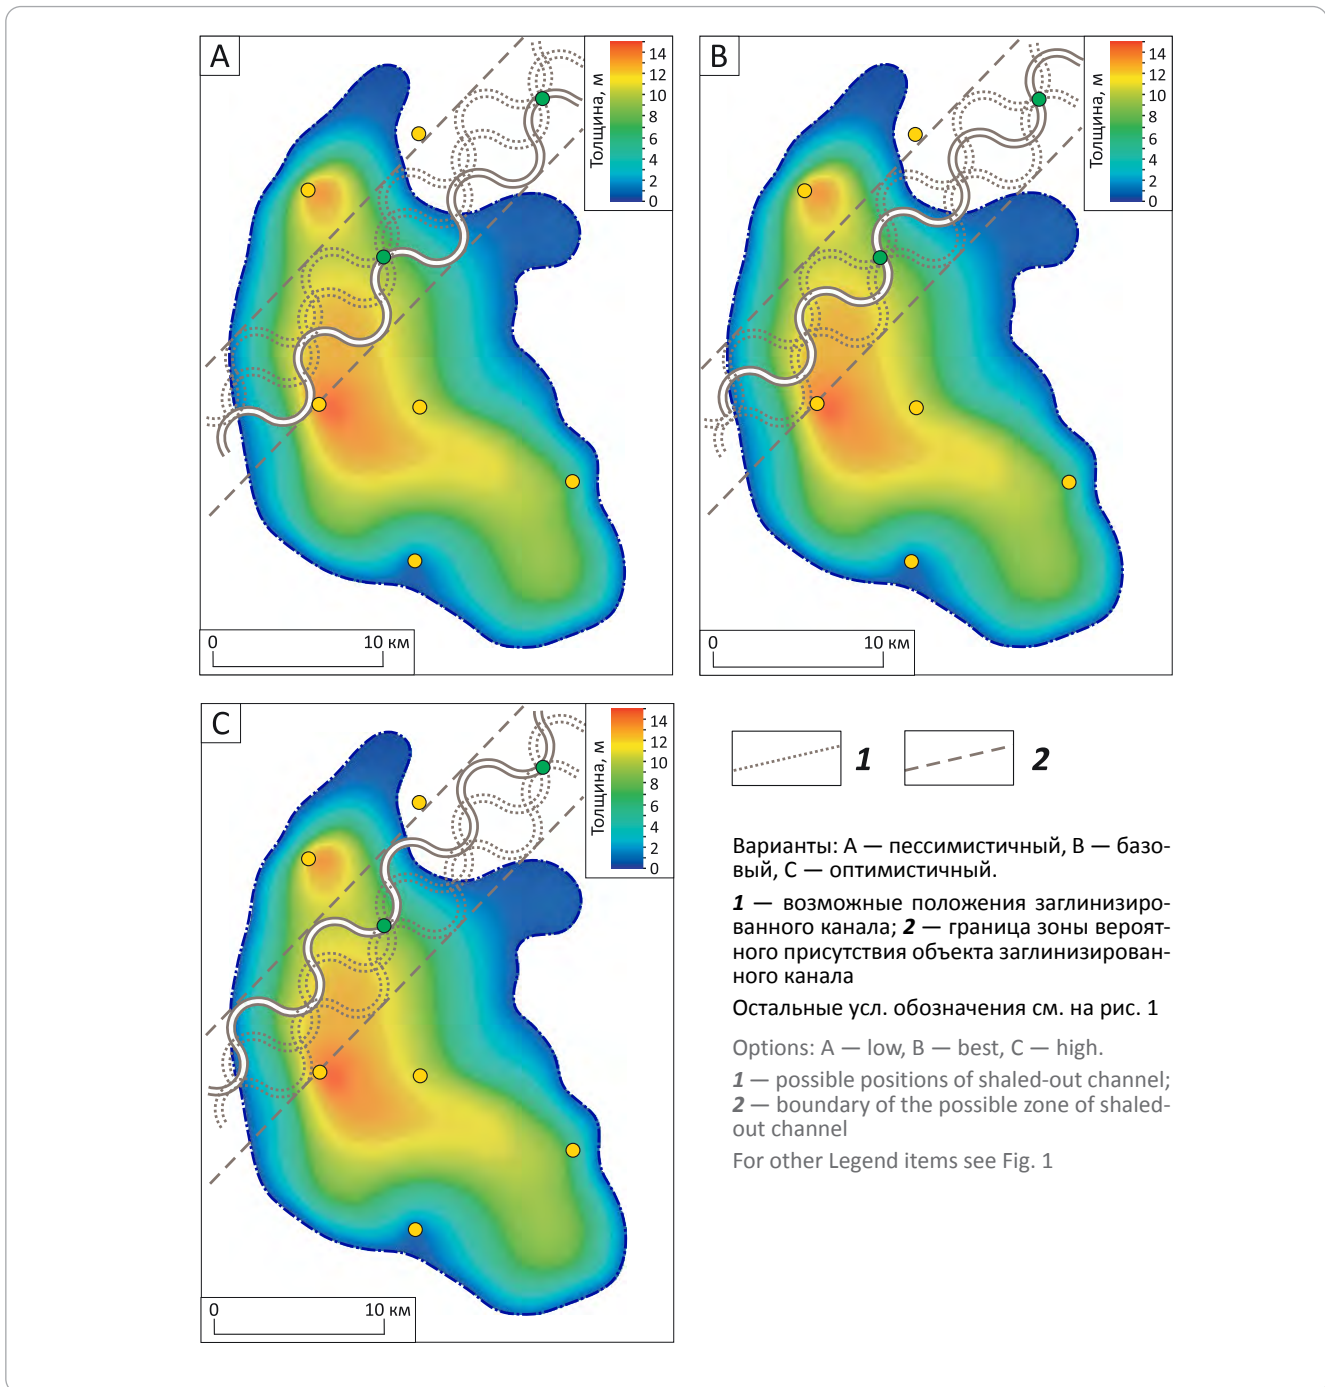 A
Толщина, м
14
12
10
8
6
4
2
0
0
10 км
B
Толщина, м
14
12
10
8
6
4
2
0
0
10 км
C
Толщина, м
14
12
10
8
6
4
2
0
0
10 км
1
2
Варианты: A — пессимистичный, B — базо-
вый, C — оптимистичный.
1 — возможные положения заглинизиро-
ванного канала; 2 — граница зоны вероят-
ного присутствия объекта заглинизирован-
ного канала
Остальные усл. обозначения см. на рис. 1
Options: A — low, B — best, C — high.
1 — possible positions of shaled-out channel;
2 — boundary of the possible zone of shaled-
out channel
For other Legend items see Fig. 1